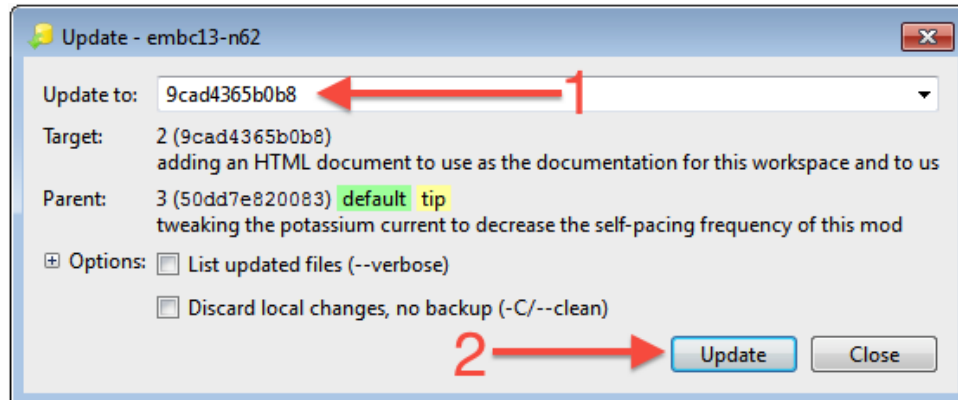 Update - embc13-n62
Update to: 9cad4365b0b8 1
Target: 2 (9cad4365b0b8)
adding an HTML document to use as the documentation for this workspace and to us
Parent: 3 (50dd7e820083) default tip
tweaking the potassium current to decrease the self-pacing frequency of this mod
Options: List updated files (--verbose)
Discard local changes, no backup (-C/--clean)
2 Update Close